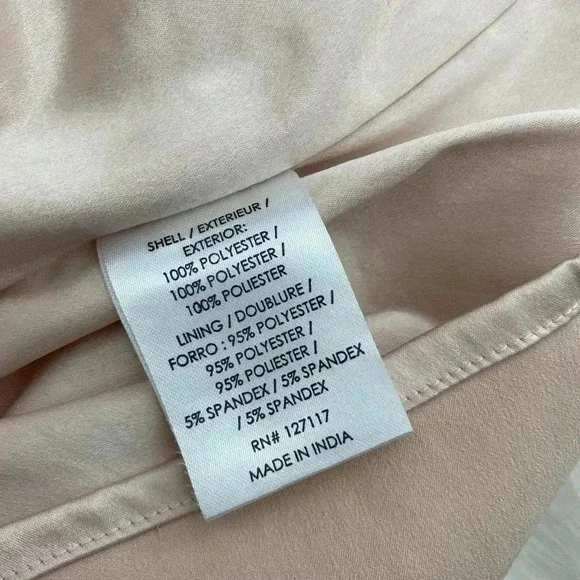 SHELL / EXTERIEUR /
EXTERIOR:
100% POLYESTER /
100% POLYESTER /
100% POLIESTER
LINING / DOUBLURE /
FORRO : 95% POLYESTER /
95% POLYESTER /
95% POLIESTER /
5% SPANDEX / 5% SPANDEX
/ 5% SPANDEX
RN# 127117
MADE IN INDIA